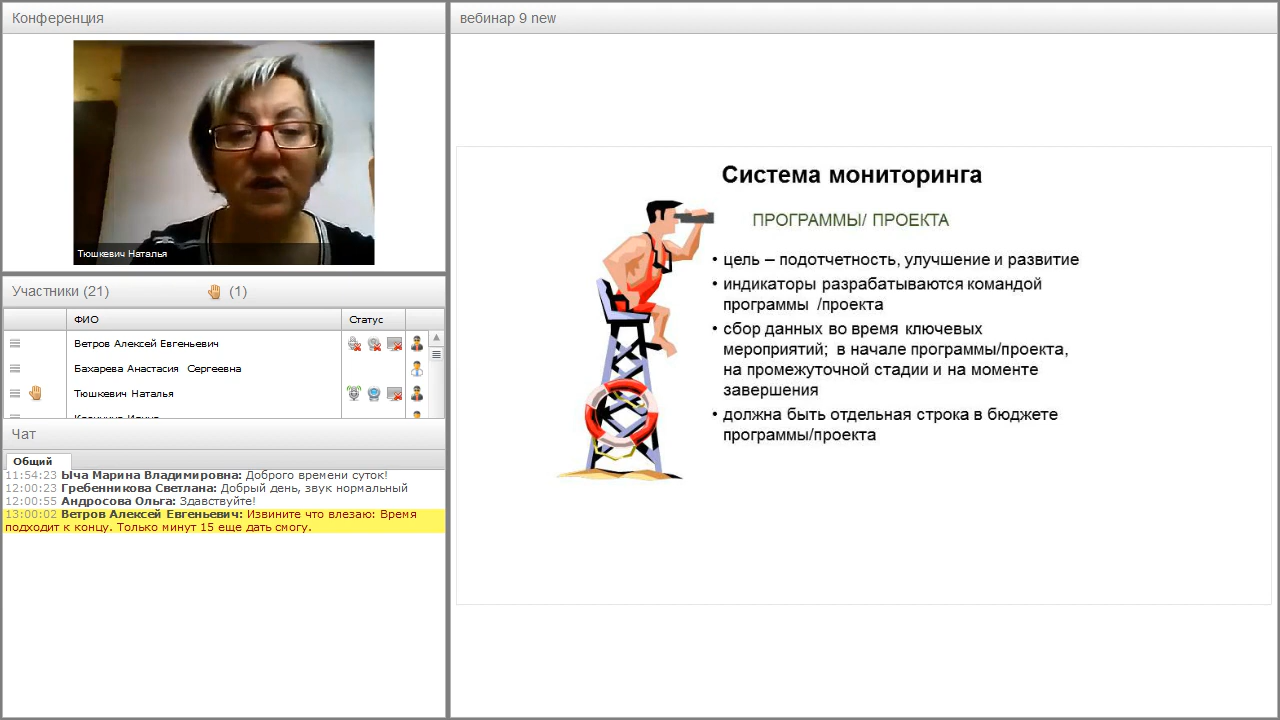 Конференция
Тюшкевич Наталья
Участники (21) (1)
ФИО Статус
Ветров Алексей Евгеньевич
Бахарева Анастасия Сергеевна
Тюшкевич Наталья
Чат
Общий
11:54:23 Ыча Марина Владимировна: Доброго времени суток!
12:00:23 Гребенникова Светлана: Добрый день, звук нормальный
12:00:55 Андросова Ольга: Здавствуйте!
13:00:02 Ветров Алексей Евгеньевич: Извините что влезаю: Время
подходит к концу. Только минут 15 еще дать смогу.
вебинар 9 new
Система мониторинга
ПРОГРАММЫ/ ПРОЕКТА
• цель – подотчетность, улучшение и развитие
• индикаторы разрабатываются командой
программы /проекта
• сбор данных во время ключевых
мероприятий; в начале программы/проекта,
на промежуточной стадии и на моменте
завершения
• должна быть отдельная строка в бюджете
программы/проекта